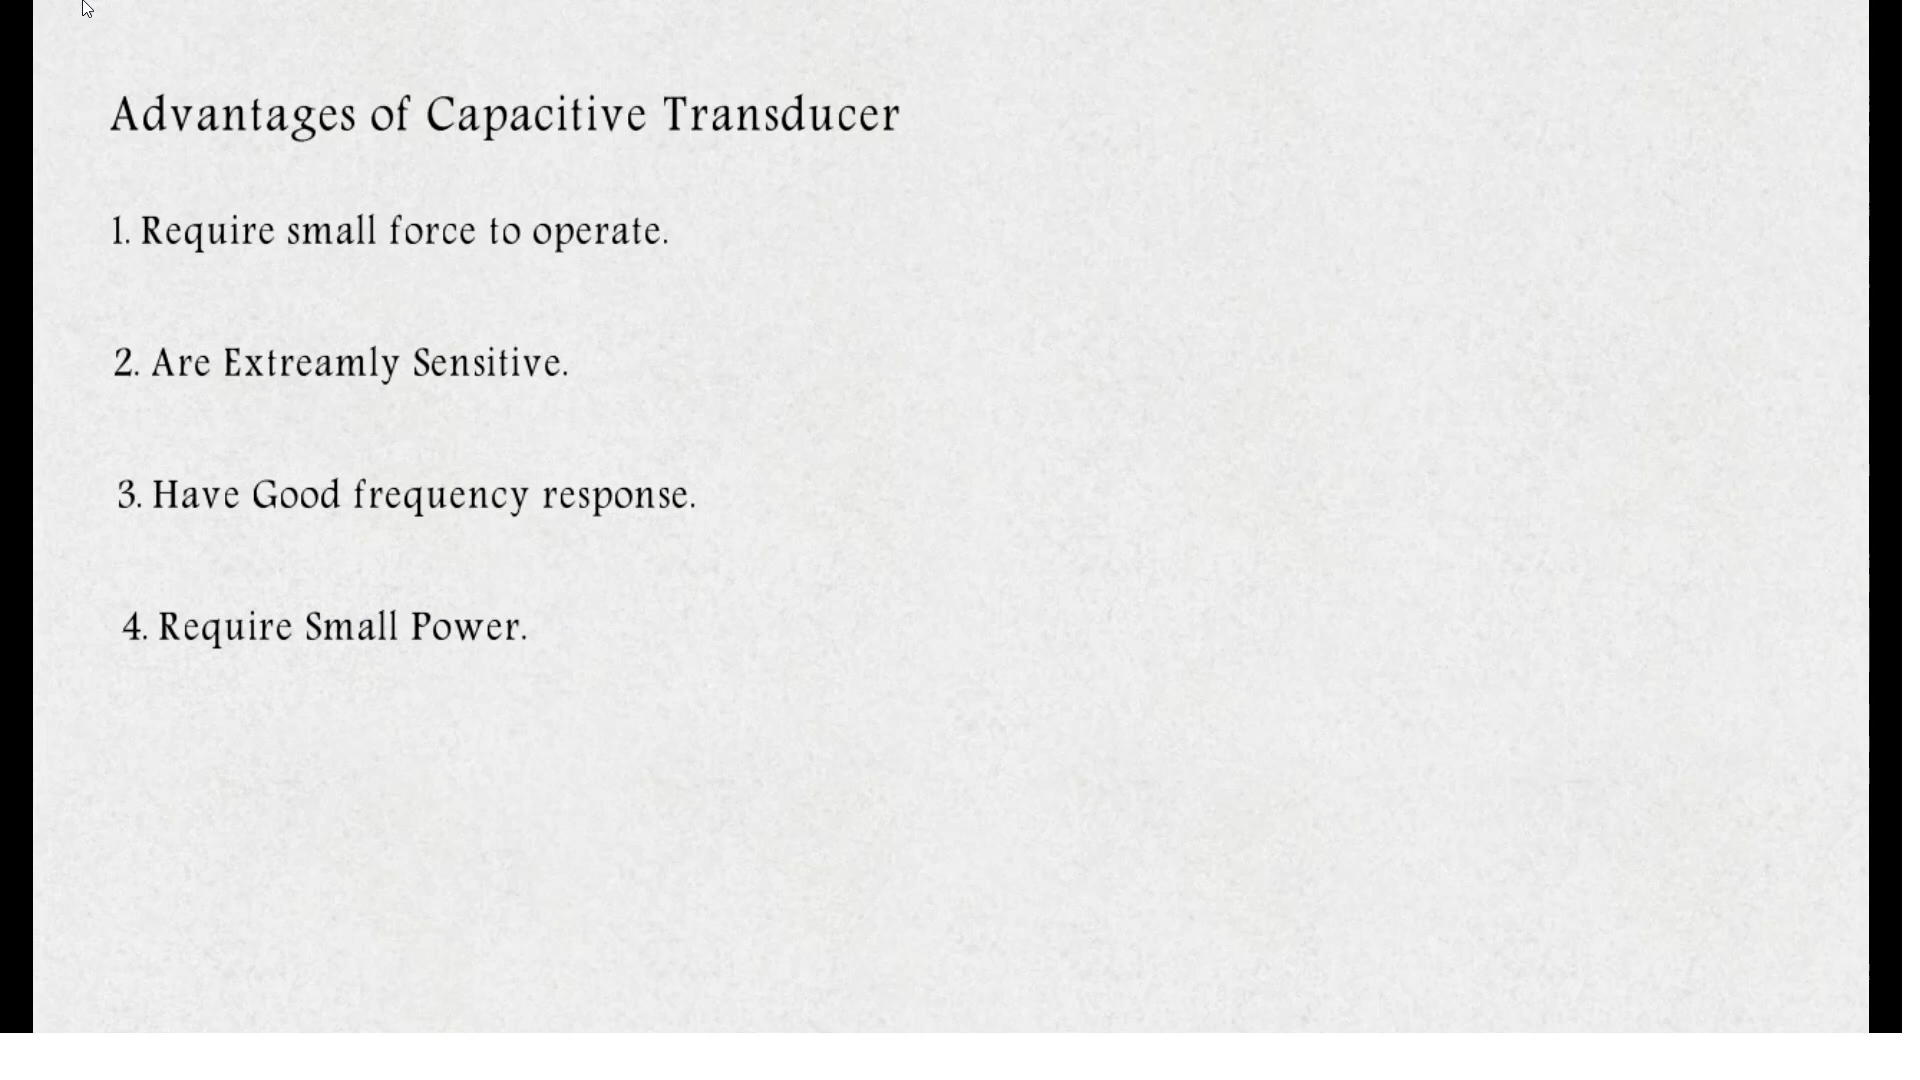 Advantages of Capacitive Transducer
1. Require small force to operate.
2. Are Extreamly Sensitive.
3. Have Good frequency response.
4. Require Small Power.